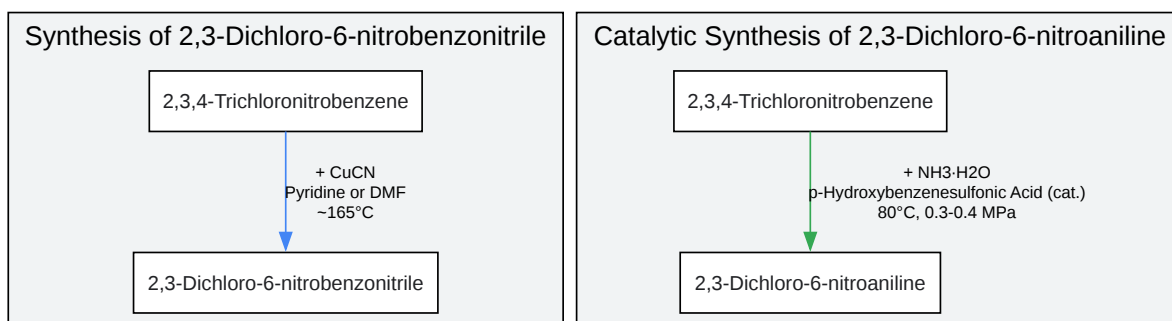 Synthesis of 2,3-Dichloro-6-nitrobenzonitrile
2,3,4-Trichloronitrobenzene
+ CuCN
Pyridine or DMF
~165°C
2,3-Dichloro-6-nitrobenzonitrile
Catalytic Synthesis of 2,3-Dichloro-6-nitroaniline
2,3,4-Trichloronitrobenzene
+ NH3·H2O
p-Hydroxybenzenesulfonic Acid (cat.)
80°C, 0.3-0.4 MPa
2,3-Dichloro-6-nitroaniline